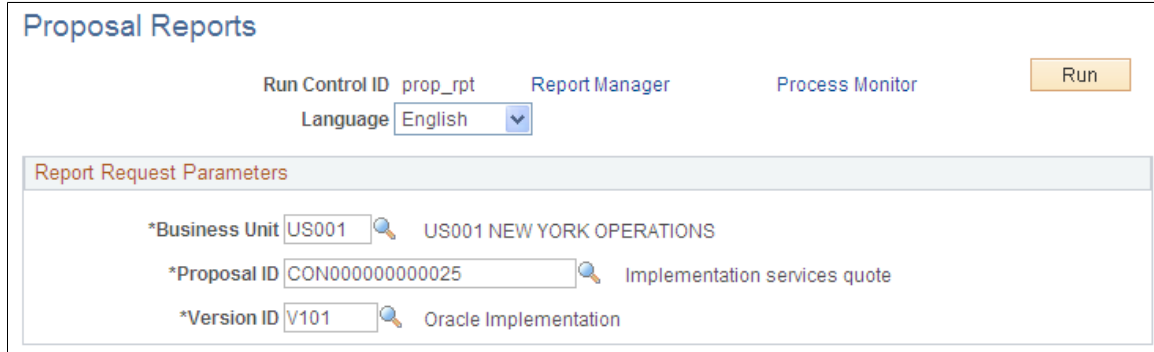 Proposal Reports
Run Control ID prop_rpt Report Manager Process Monitor Run
Language English
Report Request Parameters
*Business Unit US001 US001 NEW YORK OPERATIONS
*Proposal ID CON000000000025 Implementation services quote
*Version ID V101 Oracle Implementation